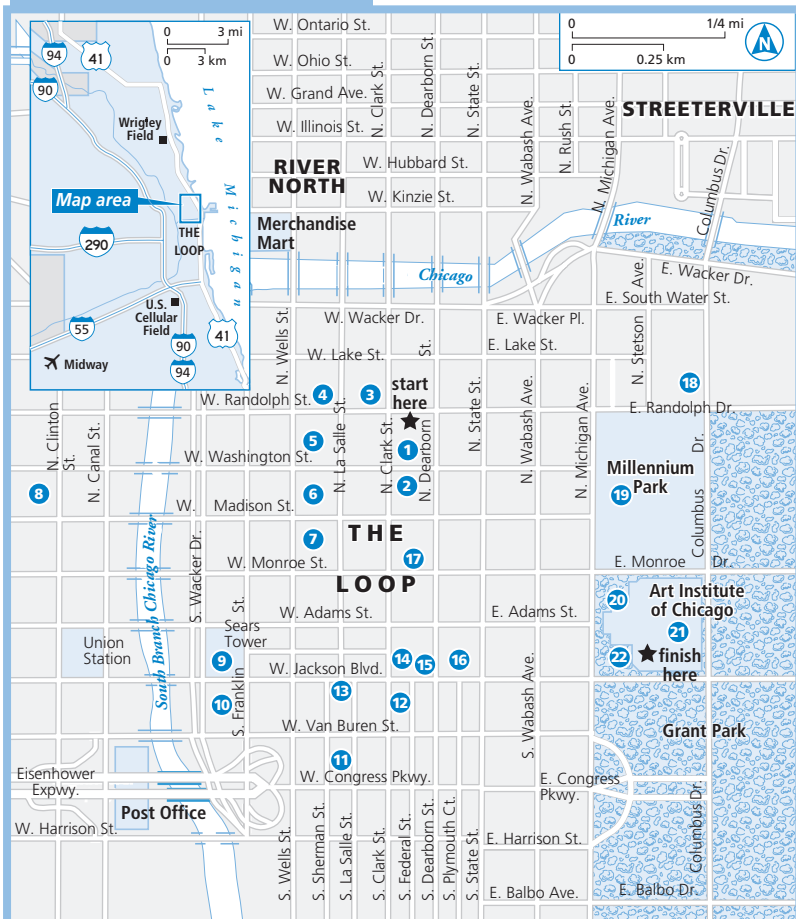 W. Ontario St.
W. Ohio St.
W. Grand Ave.
W. Illinois St.
W. Hubbard St.
W. Kinzie St.
N. Clark St.
N. Dearborn St.
N. State St.
N. Wabash Ave.
N. Rush St.
N. Michigan Ave.
Columbus Dr.
0 1/4 mi
0 0.25 km
N
STREETERVILLE
RIVER
NORTH
Merchandise
Mart
0 3 mi
0 3 km
94
41
90
Wrigley
Field
Lake Michigan
Map area
THE
LOOP
290
U.S.
Cellular
Field
55
90
94
41
Midway
Chicago
River
E. Wacker Dr.
E. South Water St.
W. Wacker Dr.
E. Wacker Pl.
W. Lake St.
E. Lake St.
N. Wells St.
St.
N. Stetson Ave.
18
4
3
start
here
W. Randolph St.
E. Randolph Dr.
N. Clinton
St.
N. Canal St.
5
N. La Salle St.
N. Clark St.
1
N. Dearborn
N. State St.
N. Wabash Ave.
N. Michigan Ave.
W. Washington St.
Millennium
Park
Columbus Dr.
8
6
2
19
W. Madison St.
7
THE
LOOP
17
W. Monroe St.
E. Monroe Dr.
South Branch Chicago River
S. Wacker Dr.
W. Adams St.
E. Adams St.
20
Art Institute
of Chicago
21
Union
Station
Sears
Tower
9
14
15
16
22
finish
here
W. Jackson Blvd.
10
S. Franklin St.
13
12
S. Wabash Ave.
W. Van Buren St.
Grant Park
11
Eisenhower
Expwy.
W. Congress Pkwy.
E. Congress
Pkwy.
Post Office
W. Harrison St.
E. Harrison St.
Columbus Dr.
S. Wells St.
S. Sherman St.
S. La Salle St.
S. Clark St.
S. Federal St.
S. Dearborn St.
S. Plymouth Ct.
S. State St.
E. Balbo Ave.
E. Balbo Dr.